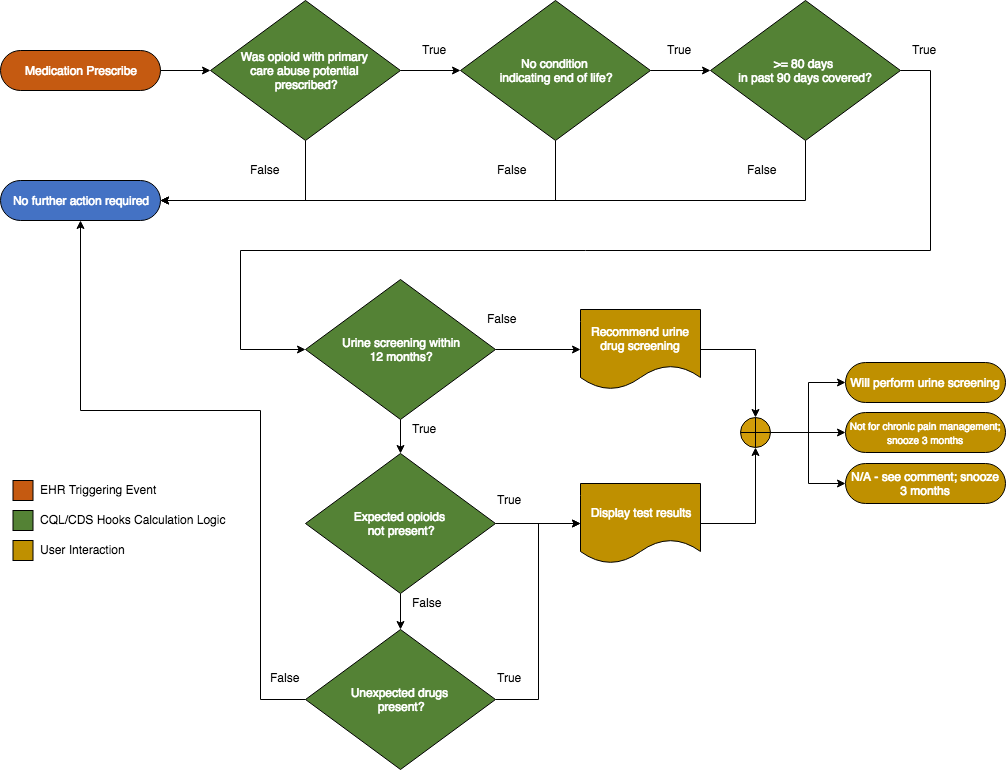 Medication Prescribe
Was opioid with primary
care abuse potential
prescribed?
True
No condition
indicating end of life?
True
>= 80 days
in past 90 days covered?
True
False
False
False
No further action required
Urine screening within
12 months?
False
Recommend urine
drug screening
True
Will perform urine screening
Not for chronic pain management;
snooze 3 months
N/A - see comment; snooze
3 months
EHR Triggering Event
CQL/CDS Hooks Calculation Logic
User Interaction
Expected opioids
not present?
True
Display test results
False
Unexpected drugs
present?
False
True